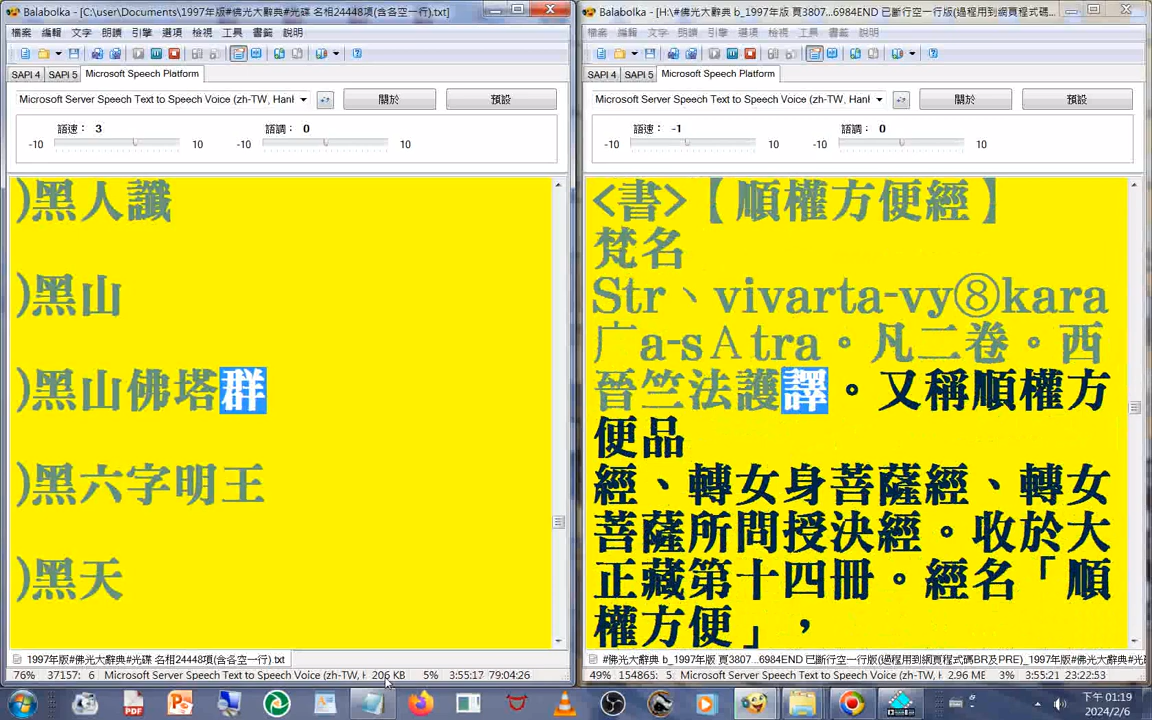 Balabolka - [C:\user\Documents\1997年版#佛光大辭典#光碟 名相24448項(含各空一行).txt]
檔案 編輯 文字 朗讀 引擎 選項 檢視 工具 書籤 說明
SAPI 4 SAPI 5 Microsoft Speech Platform
Microsoft Server Speech Text to Speech Voice (zh-TW, Hanl
關於 預設
語速： 3 語調： 0
-10 10 -10 10
)黑人讖
)黑山
)黑山佛塔群
)黑六字明王
)黑天
1997年版#佛光大辭典#光碟 名相24448項(含各空一行).txt
76% 37157: 6 Microsoft Server Speech Text to Speech Voice (zh-TW, H 206 KB 5% 3:55:17 79:04:26
Balabolka - [H:\#佛光大辭典 b_1997年版 頁3807...6984END 已斷行空一行版(過程用到網頁程式碼...
檔案 編輯 文字 朗讀 引擎 選項 檢視 工具 書籤 說明
SAPI 4 SAPI 5 Microsoft Speech Platform
Microsoft Server Speech Text to Speech Voice (zh-TW, Hanl
關於 預設
語速： -1 語調： 0
-10 10 -10 10
<書>【順權方便經】
梵名
Str、vivarta-vy⑧kara
广a-sＡtra。凡二卷。西
晉竺法護譯。又稱順權方
便品
經、轉女身菩薩經、轉女
菩薩所問授決經。收於大
正藏第十四冊。經名「順
權方便」，
#佛光大辭典 b_1997年版 頁3807...6984END 已斷行空一行版(過程用到網頁程式碼BR及PRE)_1997年版#光
49% 154865: 5 Microsoft Server Speech Text to Speech Voice (zh-TW, H 2.96 ME 3% 3:55:21 23:22:53
PDF
下午 01:19
2024/2/6